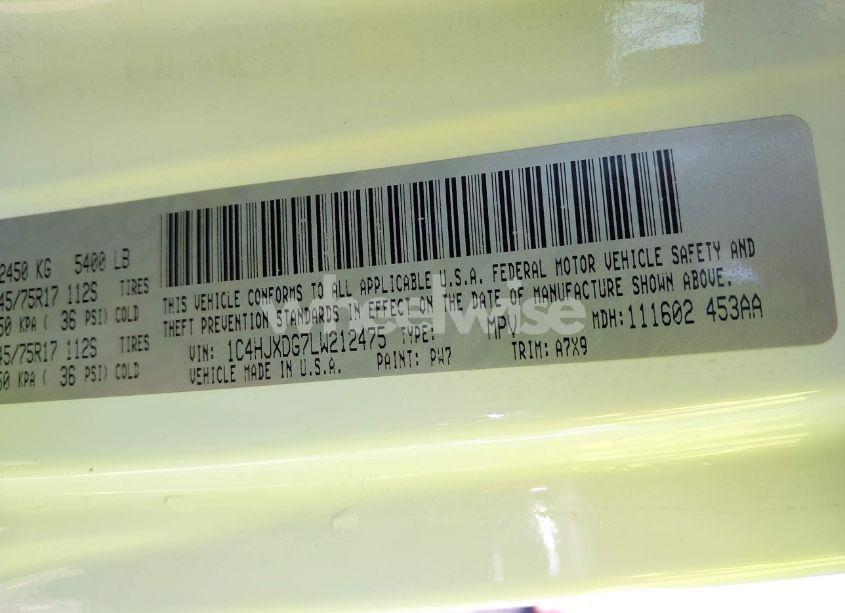 2450 KG 5400 LB
45/75R17 112S TIRES
50 KPA ( 36 PSI) COLD
45/75R17 112S TIRES
50 KPA ( 36 PSI) COLD
THIS VEHICLE CONFORMS TO ALL APPLICABLE U.S.A. FEDERAL MOTOR VEHICLE SAFETY AND
THEFT PREVENTION STANDARDS IN EFFECT ON THE DATE OF MANUFACTURE SHOWN ABOVE.
VIN: 1C4HJXDG7LW212475 TYPE: MPV MDH:111602 453AA
VEHICLE MADE IN U.S.A. PAINT: PW7 TRIM: A7X9
wheelwise